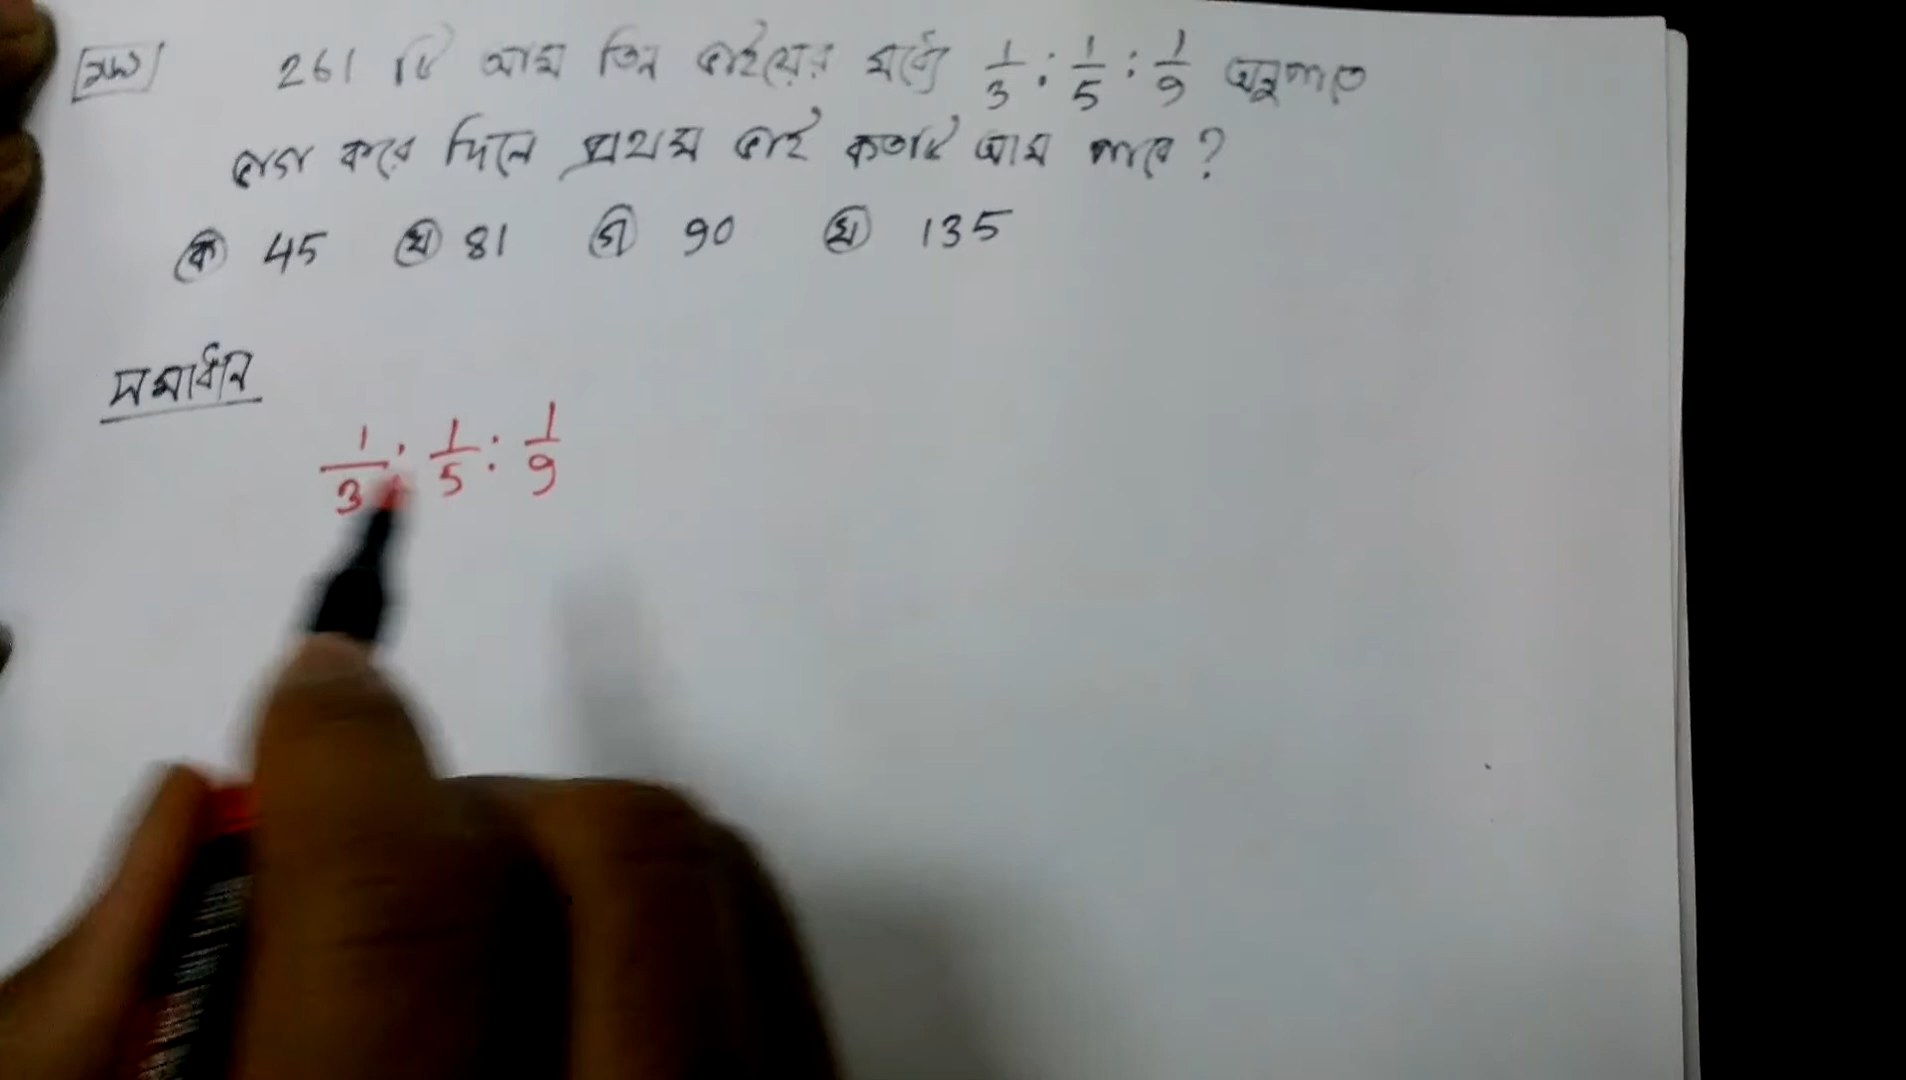 261 টি আম তিন ভাইয়ের মধ্যে 1/3 : 1/5 : 1/9 অনুপাতে
ভাগ করে দিলে প্রথম ভাই কতটি আম পাবে ?
ক 45 খ 81 গ 90 ঘ 135
সমাধান
1/3 : 1/5 : 1/9